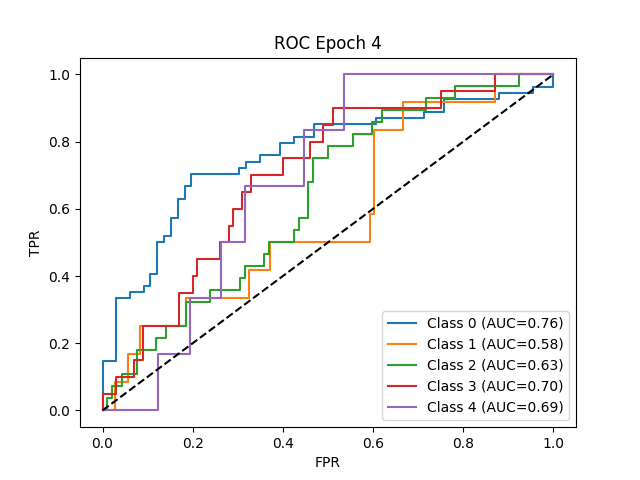 ROC Epoch 4
TPR
1.0
0.8
0.6
0.4
0.2
0.0
Class 0 (AUC=0.76)
Class 1 (AUC=0.58)
Class 2 (AUC=0.63)
Class 3 (AUC=0.70)
Class 4 (AUC=0.69)
0.0 0.2 0.4 0.6 0.8 1.0
FPR